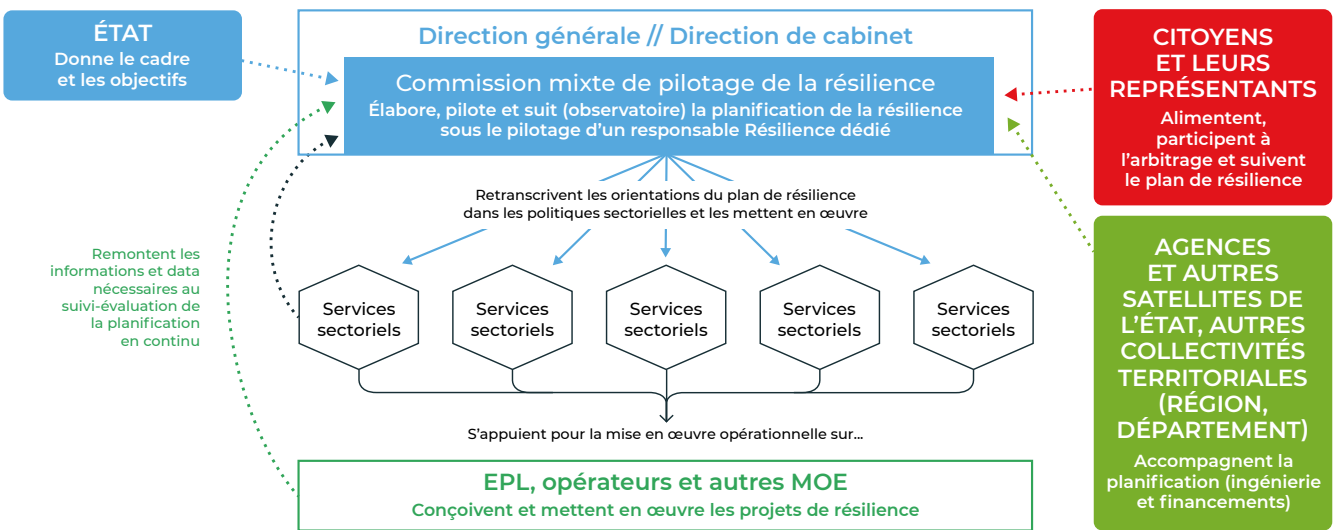 ÉTAT
Donne le cadre
et les objectifs
Direction générale // Direction de cabinet
Commission mixte de pilotage de la résilience
Élabore, pilote et suit (observatoire) la planification de la résilience
sous le pilotage d'un responsable Résilience dédié
CITOYENS
ET LEURS
REPRÉSENTANTS
Alimentent,
participent à
l'arbitrage et suivent
le plan de résilience
Retranscrivent les orientations du plan de résilience
dans les politiques sectorielles et les mettent en œuvre
Remontent les
informations et data
nécessaires au
suivi-évaluation de
la planification
en continu
Services
sectoriels
Services
sectoriels
Services
sectoriels
Services
sectoriels
Services
sectoriels
AGENCES
ET AUTRES
SATELLITES DE
L'ÉTAT, AUTRES
COLLECTIVITÉS
TERRITORIALES
(RÉGION,
DÉPARTEMENT)
Accompagnent la
planification (ingénierie
et financements)
S'appuient pour la mise en œuvre opérationnelle sur...
EPL, opérateurs et autres MOE
Conçoivent et mettent en œuvre les projets de résilience